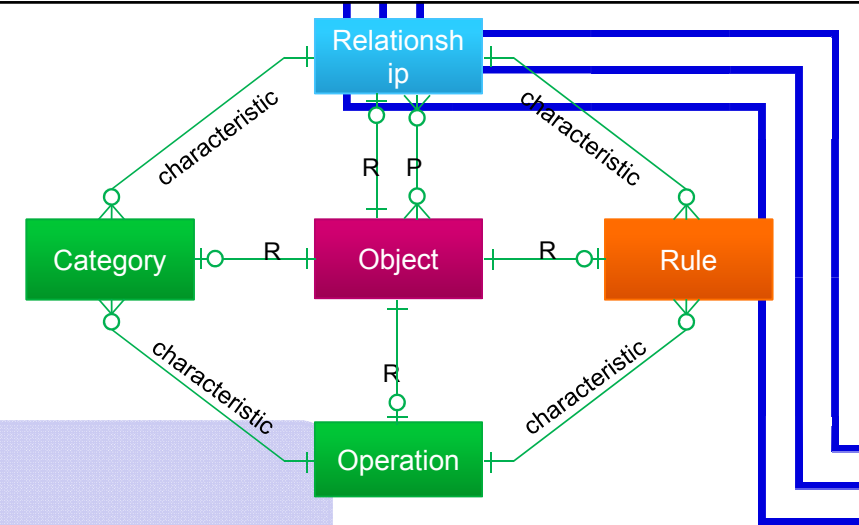 Relationsh
ip
characteristic
characteristic
R
P
Category
R
Object
R
Rule
characteristic
R
characteristic
Operation